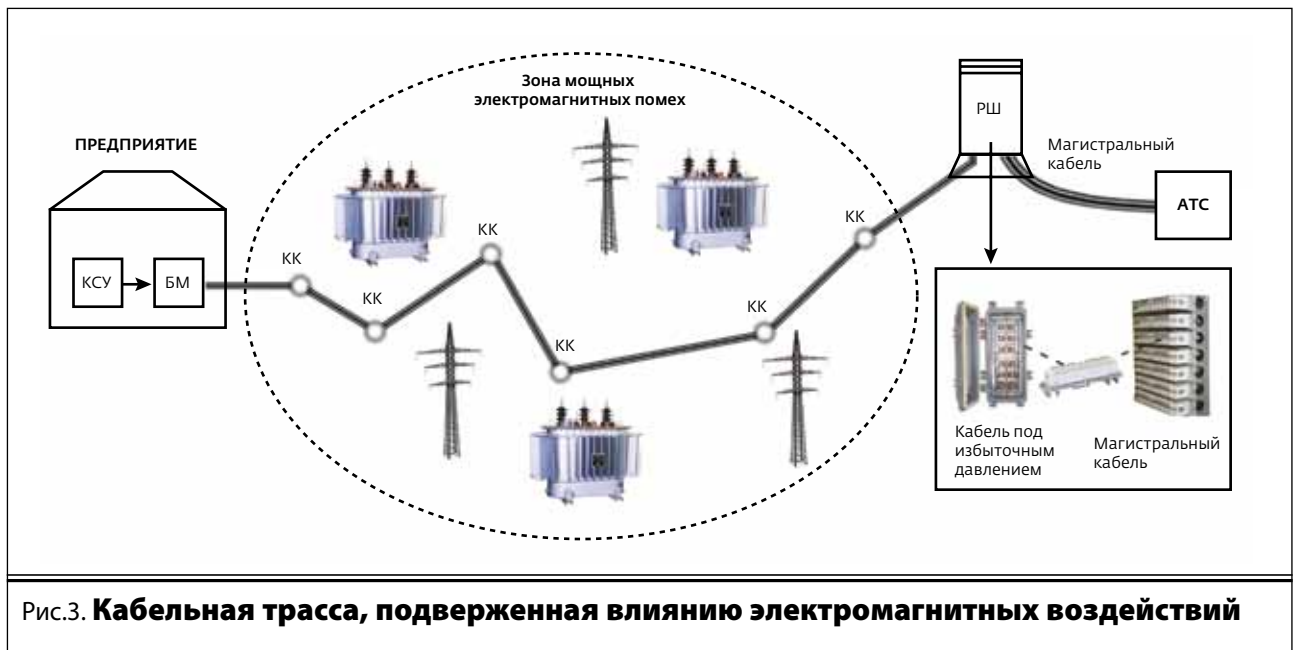 Зона мощных
электромагнитных помех
ПРЕДПРИЯТИЕ
КСУ
БМ
КК
КК
КК
КК
КК
КК
РШ
Магистральный
кабель
АТС
Кабель под
избыточным
давлением
Магистральный
кабель
Рис.3. Кабельная трасса, подверженная влиянию электромагнитных воздействий